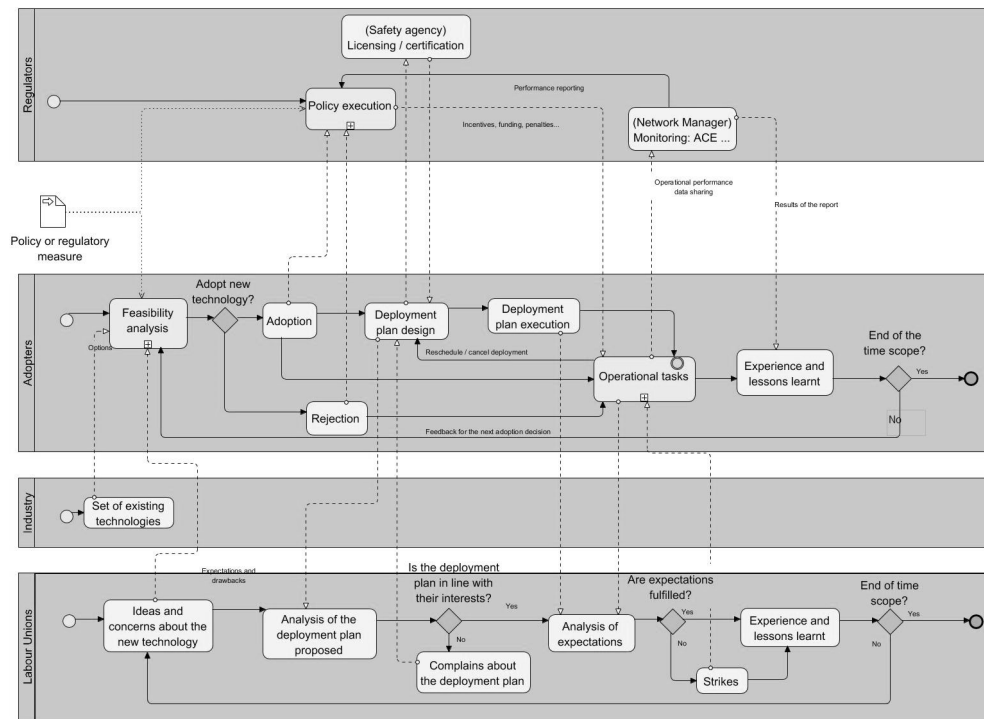 Regulators
(Safety agency)
Licensing / certification
Policy execution
Performance reporting
Incentives, funding, penalties...
(Network Manager)
Monitoring: ACE ...
Operational performance
data sharing
Results of the report
Policy or regulatory
measure
Adopters
Feasibility
analysis
Options
Adopt new
technology?
Adoption
Rejection
Deployment
plan design
Deployment
plan execution
Reschedule / cancel deployment
Operational tasks
Experience and
lessons learnt
End of the
time scope?
Yes
No
Feedback for the next adoption decision
Industry
Set of existing
technologies
Labour Unions
Ideas and
concerns about the
new technology
Expectations and
drawbacks
Analysis of the
deployment plan
proposed
Is the deployment
plan in line with
their interests?
Yes
No
Complains about
the deployment plan
Analysis of
expectations
Are expectations
fulfilled?
Yes
No
Strikes
Experience and
lessons learnt
End of time
scope?
Yes
No